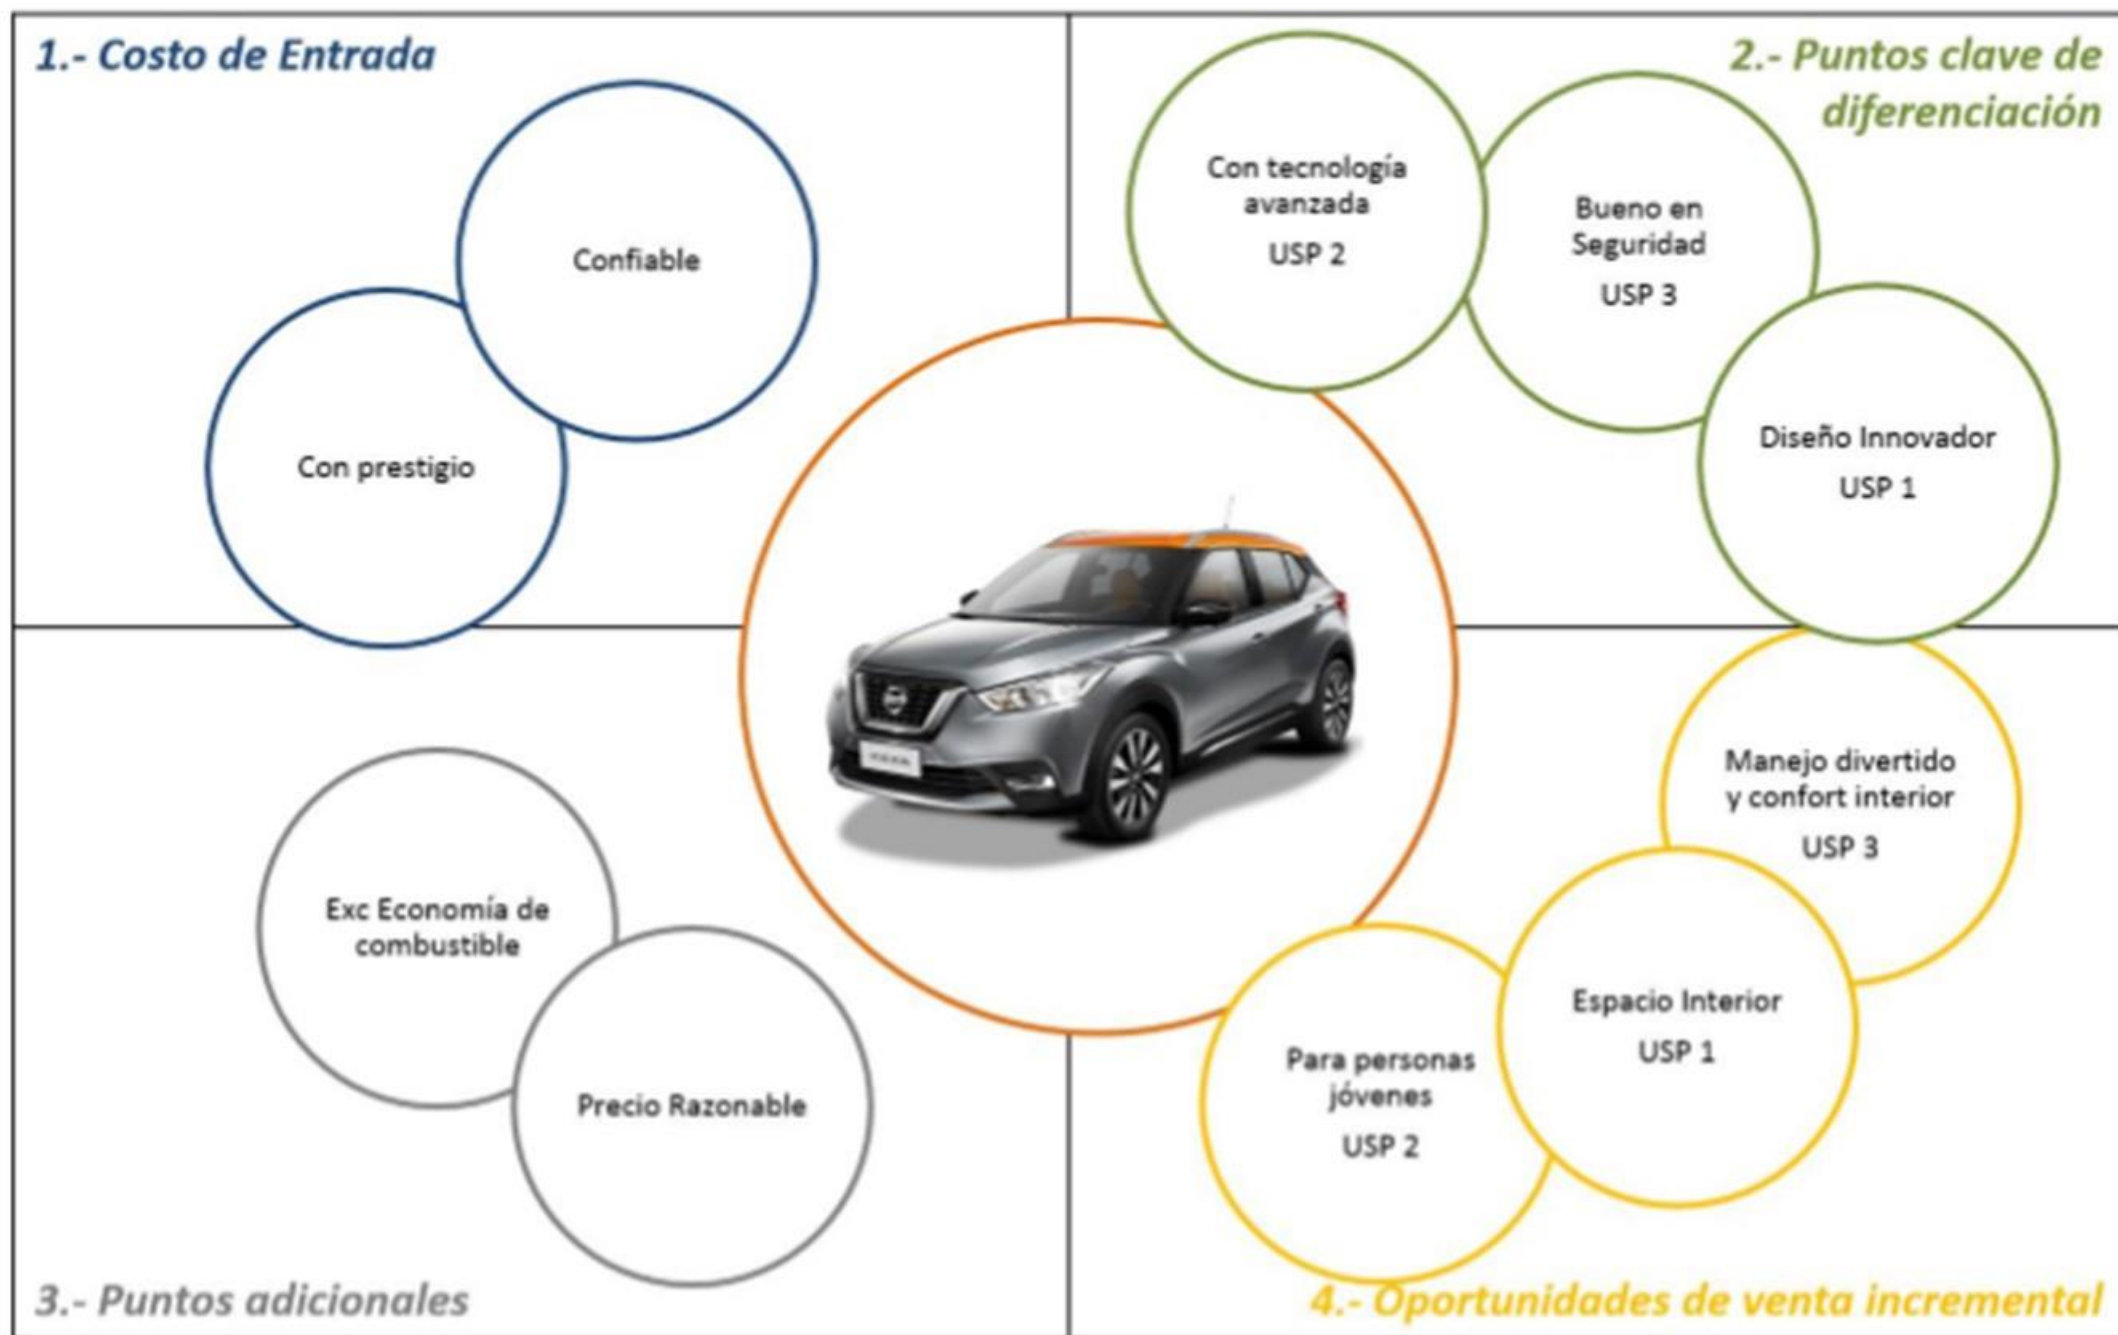 1.- Costo de Entrada
Confiable
Con prestigio
2.- Puntos clave de
diferenciación
Con tecnología
avanzada
USP 2
Bueno en
Seguridad
USP 3
Diseño Innovador
USP 1
Exc Economía de
combustible
Precio Razonable
3.- Puntos adicionales
Manejo divertido
y confort interior
USP 3
Espacio Interior
USP 1
Para personas
jóvenes
USP 2
4.- Oportunidades de venta incremental